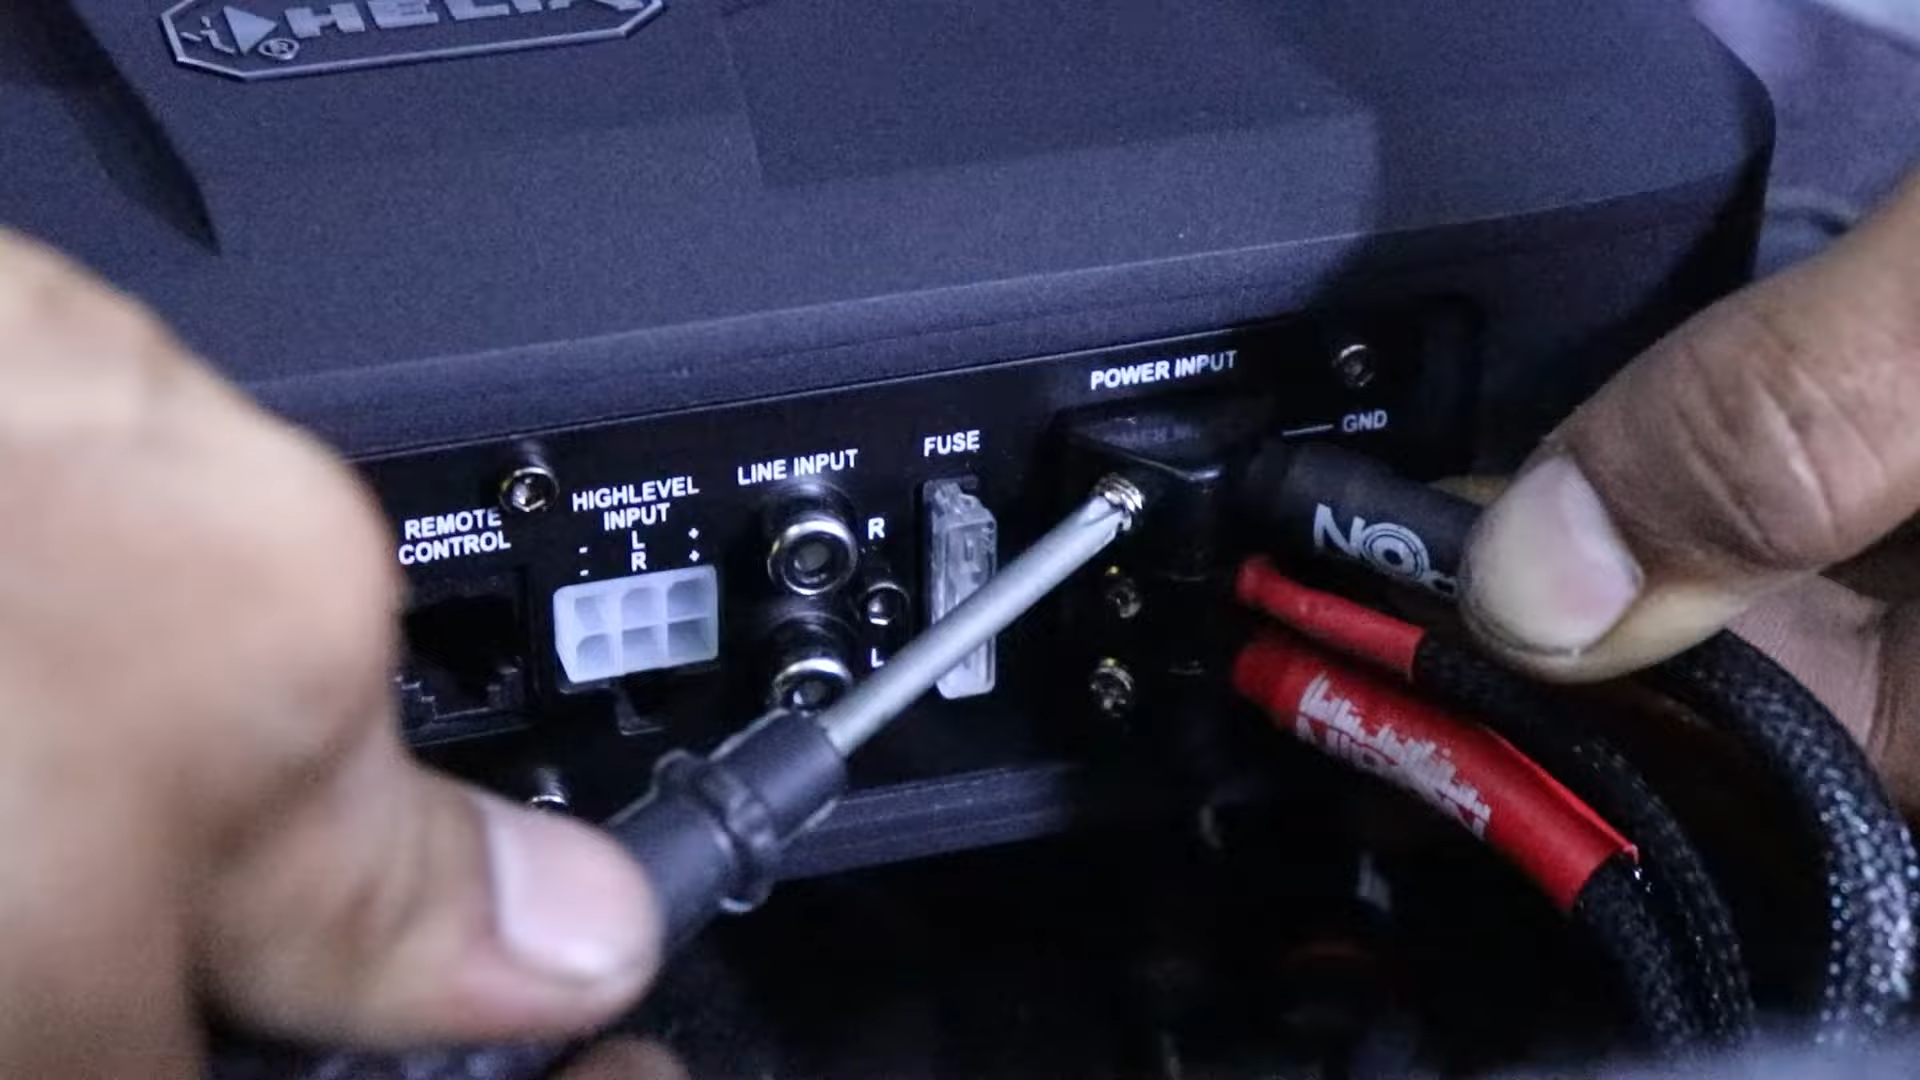 HELIX
POWER INPUT
GND
FUSE
LINE INPUT
R
L
HIGHLEVEL
INPUT
- L +
- R +
REMOTE
CONTROL